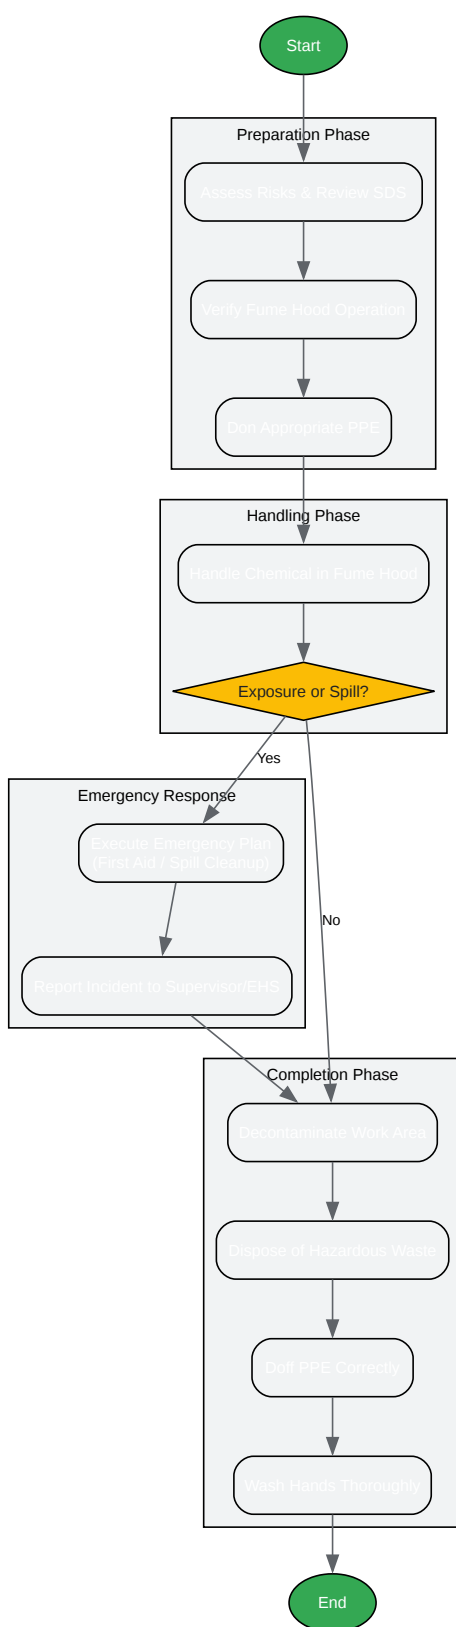 Start
Preparation Phase
Assess Risks & Review SDS
Verify Fume Hood Operation
Don Appropriate PPE
Handling Phase
Handle Chemical in Fume Hood
Exposure or Spill?
Yes
Emergency Response
Execute Emergency Plan
(First Aid / Spill Cleanup)
No
Report Incident to Supervisor/EHS
Completion Phase
Decontaminate Work Area
Dispose of Hazardous Waste
Doff PPE Correctly
Wash Hands Thoroughly
End